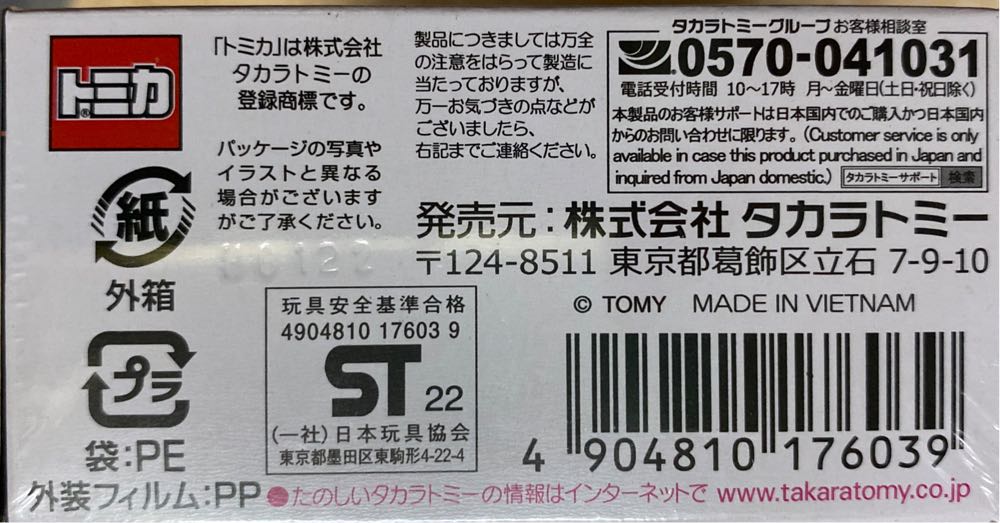 トミカ®
「トミカ」は株式会社
タカラトミーの
登録商標です。
パッケージの写真や
イラストと異なる
場合がございます
がご了承ください。
製品につきましては万全
の注意をはらって製造に
当たっておりますが、
万一お気づきの点などが
ございましたら、
右記までご連絡ください。
タカラトミーグループ お客様相談室
0570-041031
電話受付時間 10〜17時 月〜金曜日(土日・祝日除く)
本製品のお客様サポートは日本国内でのご購入かつ日本国内
からのお問い合わせに限ります。(Customer service is only
available in case this product purchased in Japan and
inquired from Japan domestic.) タカラトミーサポート 検索
発売元:株式会社 タカラトミー
〒124-8511 東京都葛飾区立石 7-9-10
© TOMY MADE IN VIETNAM
紙
外箱
プラ
袋:PE
外装フィルム:PP
玩具安全基準合格
4904810 17603 9
ST 22
(一社)日本玩具協会
東京都墨田区東駒形4-22-4
4 904810 176039
●たのしいタカラトミーの情報はインターネットで www.takaratomy.co.jp